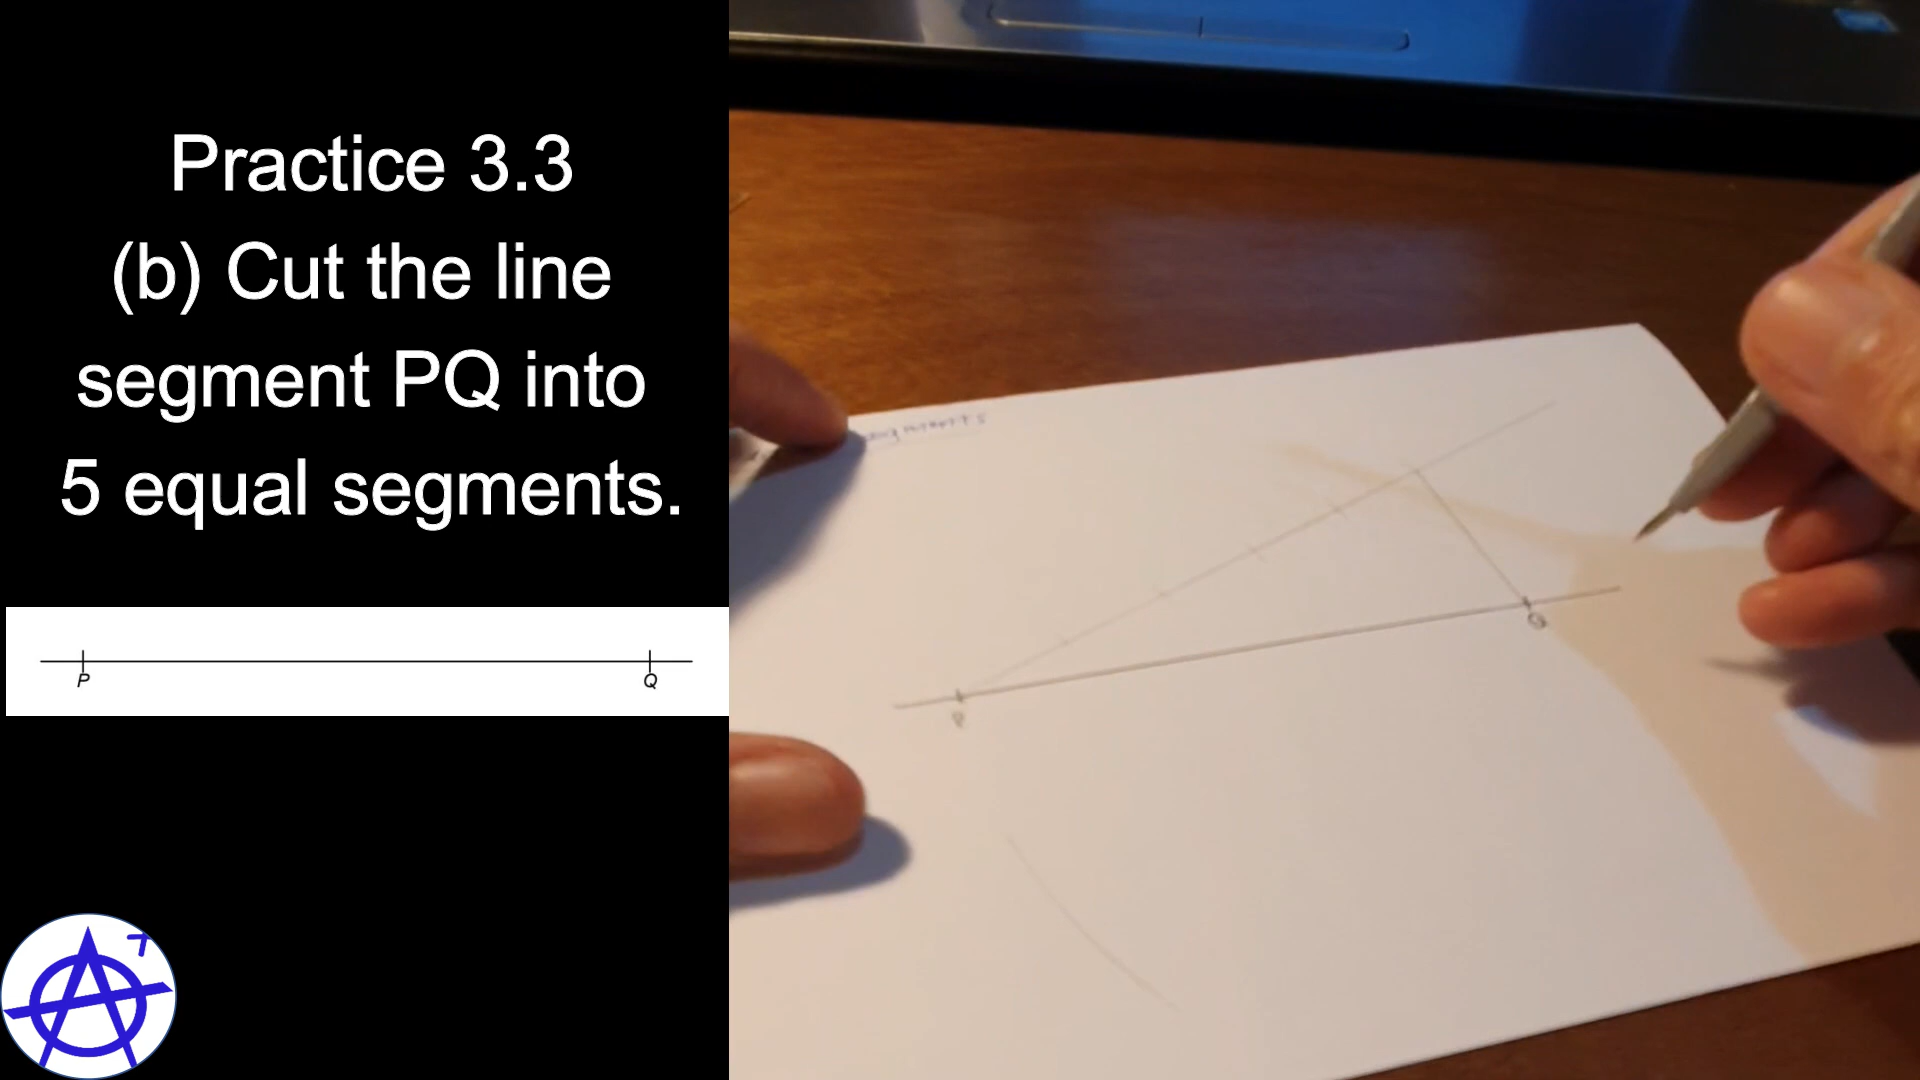 Practice 3.3
(b) Cut the line
segment PQ into
5 equal segments.
P Q
P Q